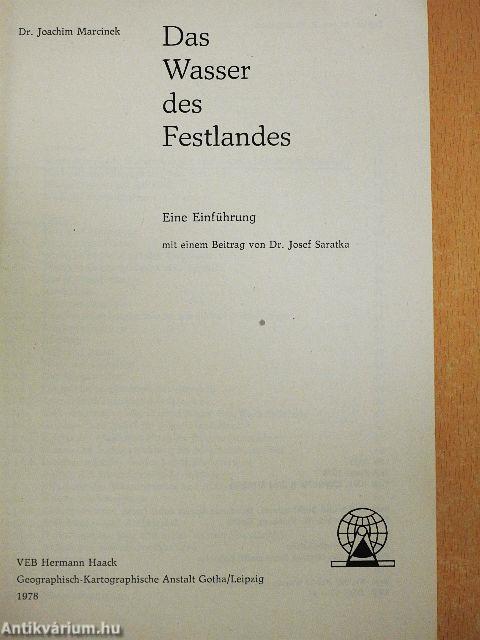 Dr. Joachim Marcinek
Das
Wasser
des
Festlandes
Eine Einführung
mit einem Beitrag von Dr. Josef Saratka
VEB Hermann Haack
Geographisch-Kartographische Anstalt Gotha/Leipzig
1978
Antikvárium.hu